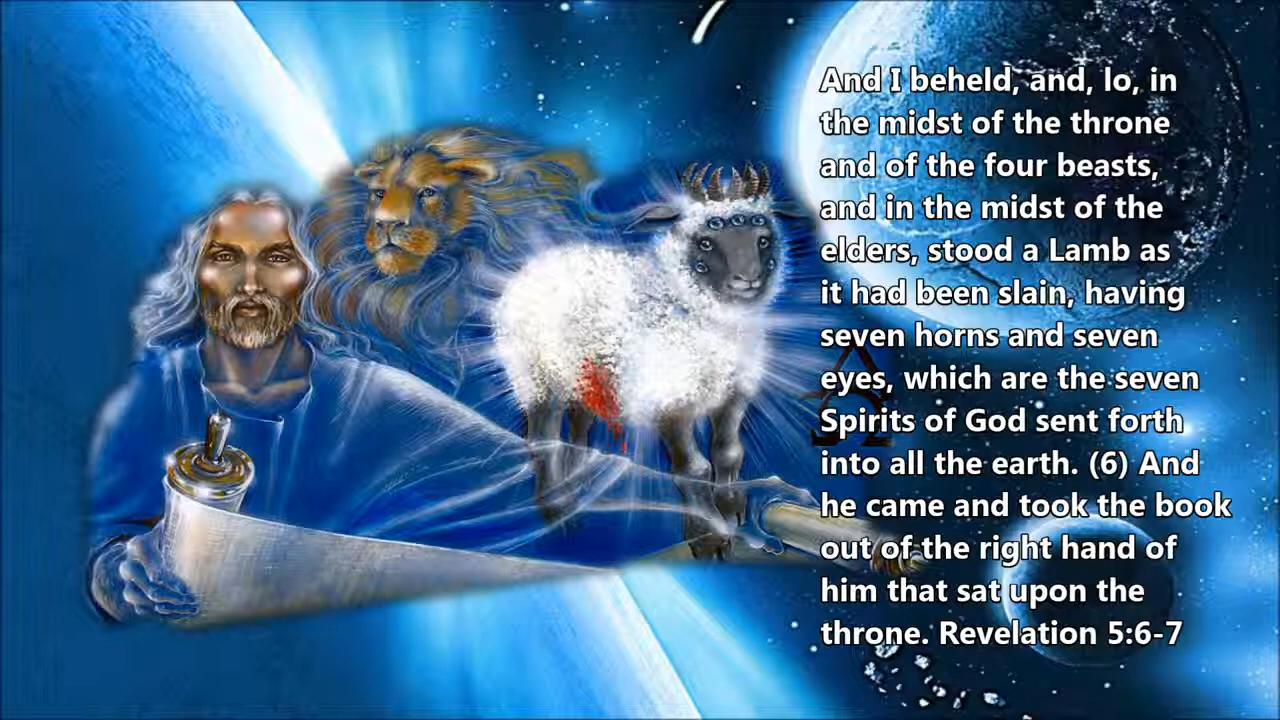 And I beheld, and, lo, in
the midst of the throne
and of the four beasts,
and in the midst of the
elders, stood a Lamb as
it had been slain, having
seven horns and seven
eyes, which are the seven
Spirits of God sent forth
into all the earth. (6) And
he came and took the book
out of the right hand of
him that sat upon the
throne. Revelation 5:6-7